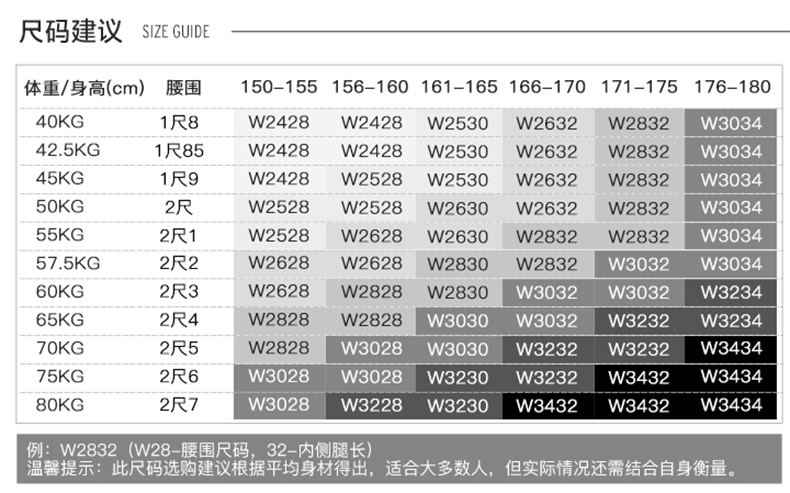 尺码建议 SIZE GUIDE
体重/身高(cm) 腰围 150-155 156-160 161-165 166-170 171-175 176-180
40KG 1尺8 W2428 W2428 W2530 W2632 W2832 W3034
42.5KG 1尺85 W2428 W2428 W2530 W2632 W2832 W3034
45KG 1尺9 W2428 W2528 W2530 W2632 W2832 W3034
50KG 2尺 W2528 W2528 W2630 W2632 W2832 W3034
55KG 2尺1 W2528 W2628 W2630 W2832 W2832 W3034
57.5KG 2尺2 W2628 W2628 W2830 W2832 W3032 W3034
60KG 2尺3 W2628 W2828 W2830 W3032 W3032 W3234
65KG 2尺4 W2828 W2828 W3030 W3032 W3232 W3234
70KG 2尺5 W2828 W3028 W3030 W3232 W3232 W3434
75KG 2尺6 W3028 W3028 W3230 W3232 W3432 W3434
80KG 2尺7 W3028 W3228 W3230 W3432 W3432 W3434
例：W2832（W28-腰围尺码，32-内侧腿长）
温馨提示：此尺码选购建议根据平均身材得出，适合大多数人，但实际情况还需结合自身衡量。